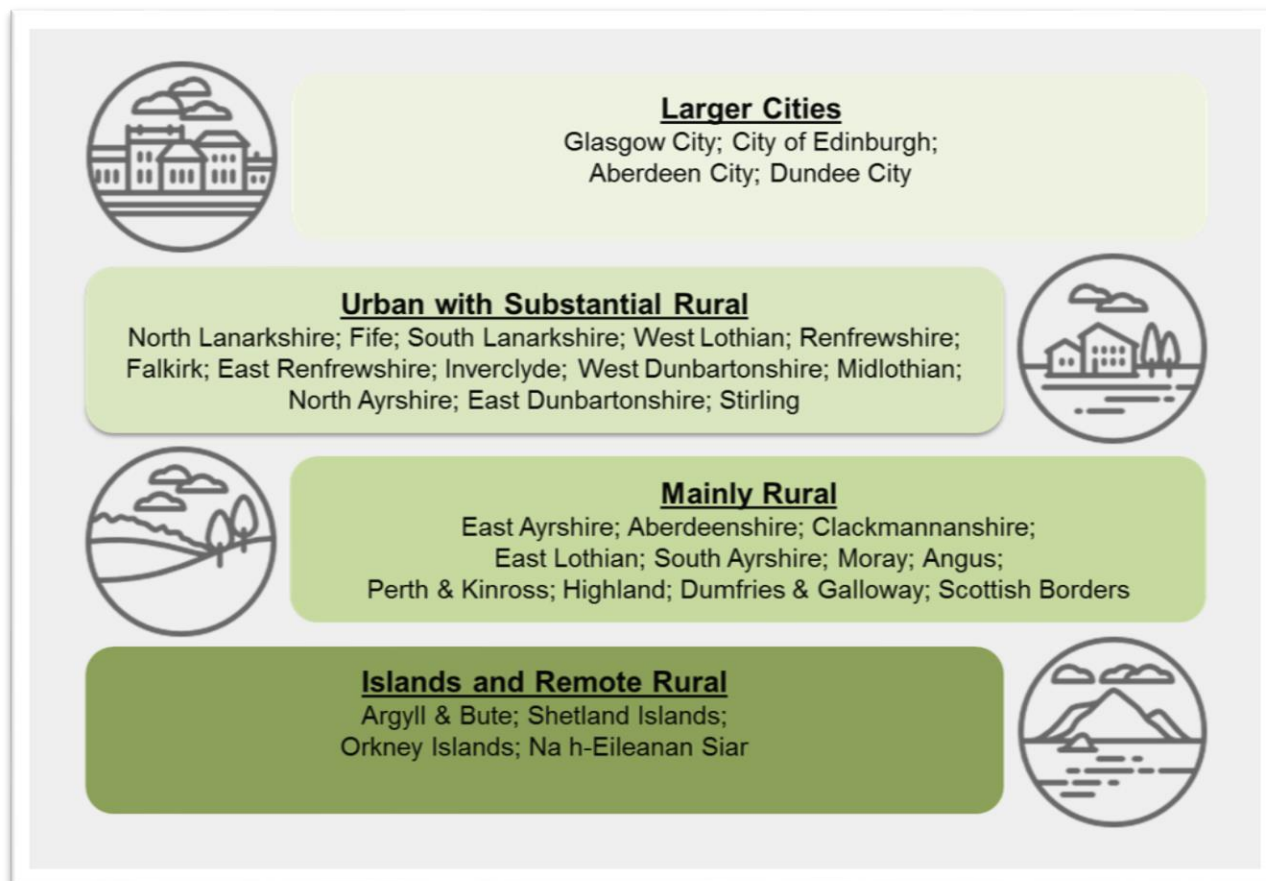 Larger Cities
Glasgow City; City of Edinburgh;
Aberdeen City; Dundee City
Urban with Substantial Rural
North Lanarkshire; Fife; South Lanarkshire; West Lothian; Renfrewshire;
Falkirk; East Renfrewshire; Inverclyde; West Dunbartonshire; Midlothian;
North Ayrshire; East Dunbartonshire; Stirling
Mainly Rural
East Ayrshire; Aberdeenshire; Clackmannanshire;
East Lothian; South Ayrshire; Moray; Angus;
Perth & Kinross; Highland; Dumfries & Galloway; Scottish Borders
Islands and Remote Rural
Argyll & Bute; Shetland Islands;
Orkney Islands; Na h-Eileanan Siar